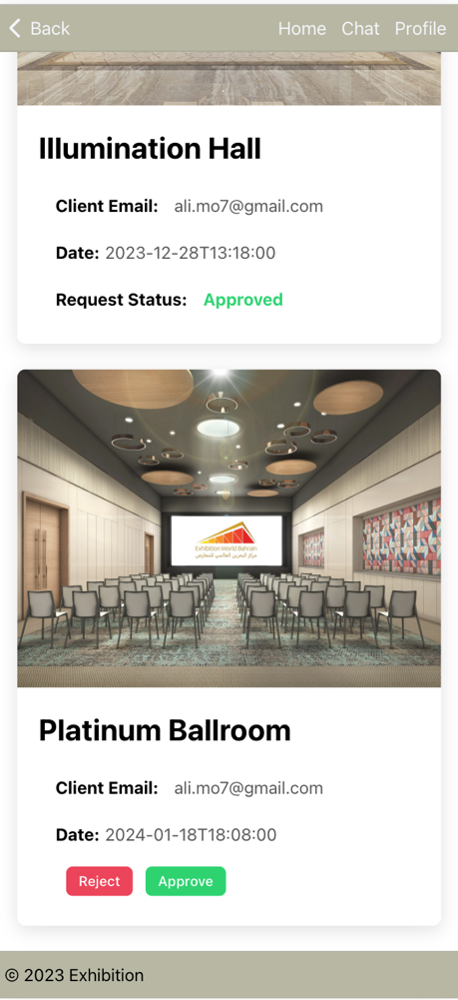 Back Home Chat Profile
Illumination Hall
Client Email: ali.mo7@gmail.com
Date: 2023-12-28T13:18:00
Request Status: Approved
Exhibition World Bahrain
مركز البحرين العالمي للمعارض
Platinum Ballroom
Client Email: ali.mo7@gmail.com
Date: 2024-01-18T18:08:00
Reject Approve
© 2023 Exhibition